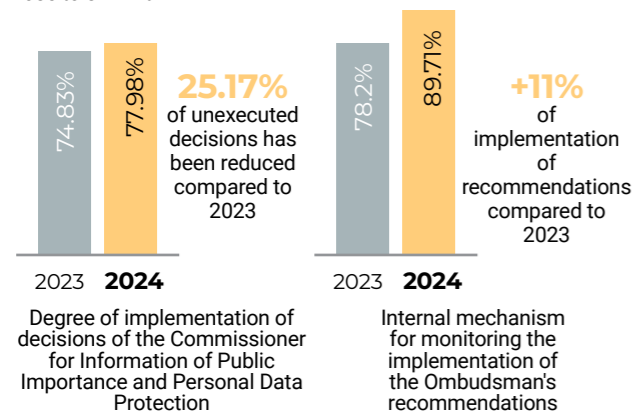 74.83%
77.98%
25.17%
of unexecuted
decisions has
been reduced
compared to
2023
2023 2024
Degree of implementation of
decisions of the Commissioner
for Information of Public
Importance and Personal Data
Protection
78.2%
89.71%
+11%
of
implementation
of
recommendations
compared to
2023
2023 2024
Internal mechanism
for monitoring the
implementation of
the Ombudsman's
recommendations